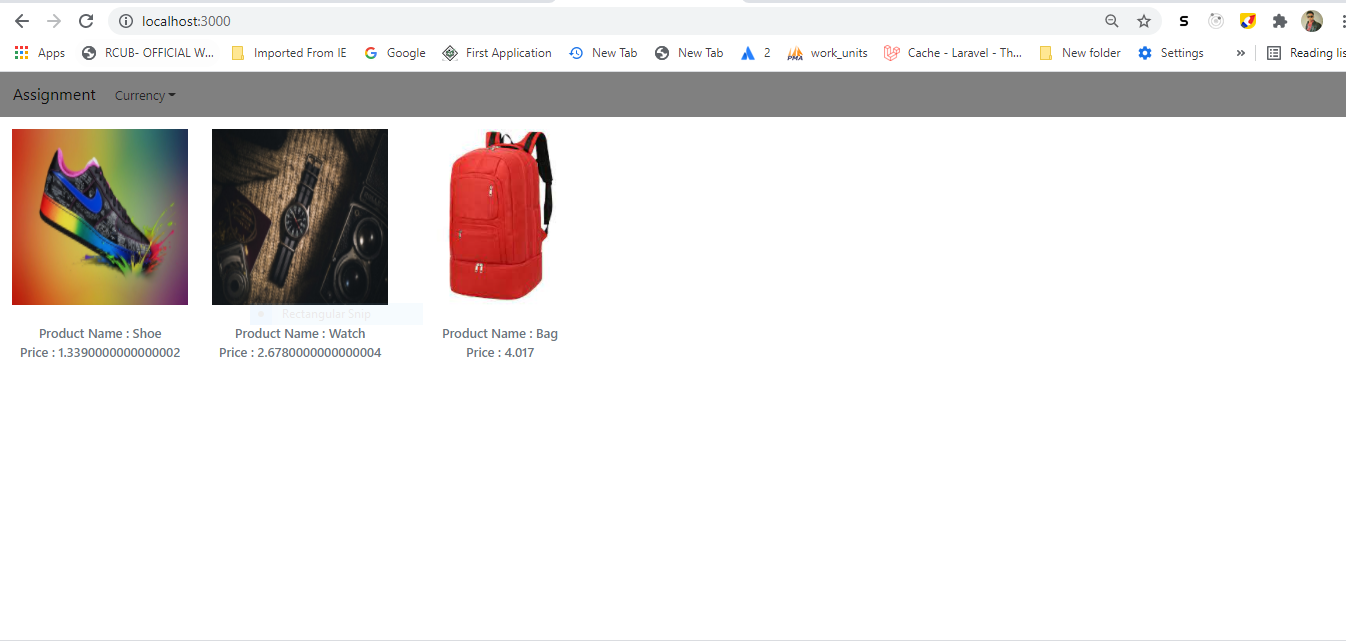 localhost:3000
S
Apps RCUB- OFFICIAL W... Imported From IE Google First Application New Tab New Tab 2 PMA work_units Cache - Laravel - Th... New folder Settings » Reading lis
Assignment Currency
Rectangular Snip
Product Name : Shoe Product Name : Watch Product Name : Bag
Price : 1.3390000000000002 Price : 2.6780000000000004 Price : 4.017